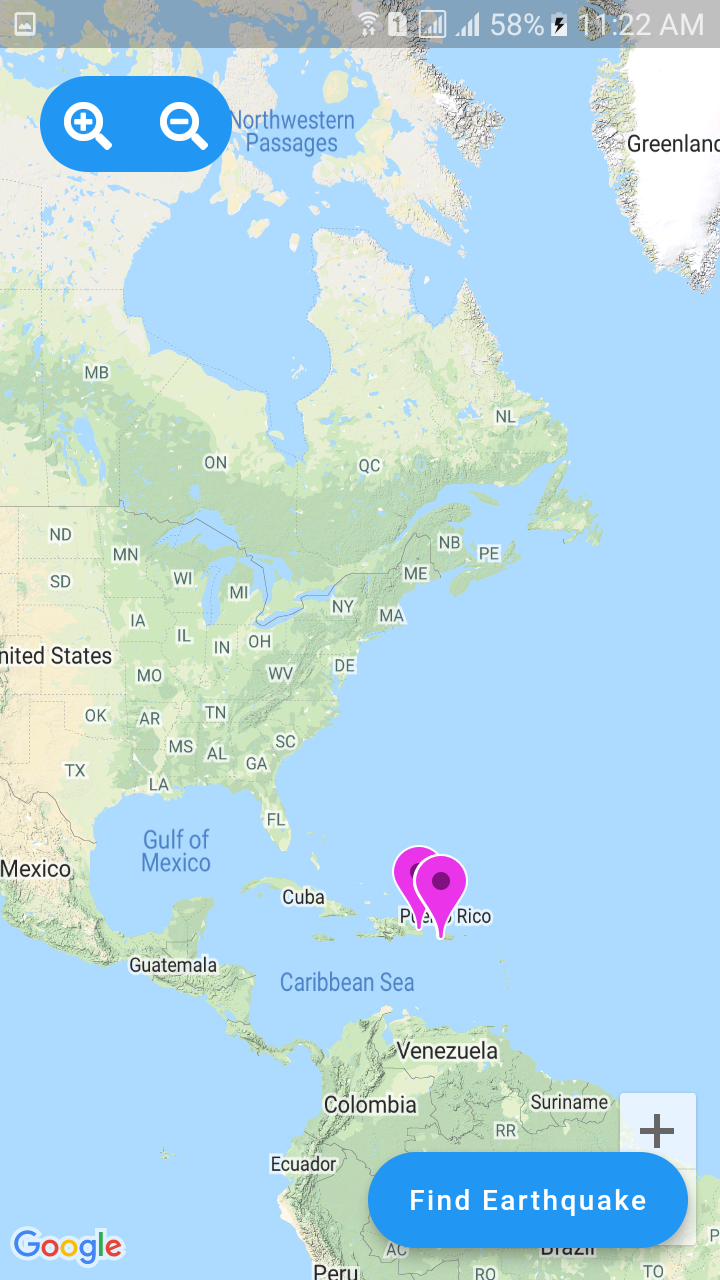 58% 11:22 AM
Northwestern
Passages
Greenland
MB
NL
ON
QC
ND
MN
NB
PE
SD
WI
MI
ME
NY
MA
IA
IL
IN
OH
nited States
MO
WV
DE
OK
AR
TN
MS
AL
SC
TX
LA
GA
FL
Gulf of
Mexico
Mexico
Cuba
Puerto Rico
Guatemala
Caribbean Sea
Venezuela
Colombia
Suriname
RR
Ecuador
Find Earthquake
Google
AC
Brazil
P
Peru
RO
TO